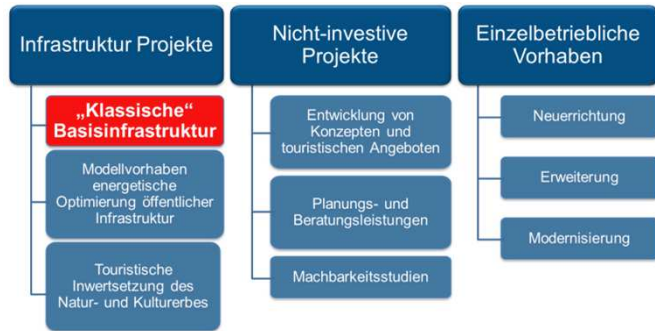 Infrastruktur Projekte
„Klassische“
Basisinfrastruktur
Modellvorhaben
energetische
Optimierung öffentlicher
Infrastruktur
Touristische
Inwertsetzung des
Natur- und Kulturerbes
Nicht-investive
Projekte
Entwicklung von
Konzepten und
touristischen Angeboten
Planungs- und
Beratungsleistungen
Machbarkeitsstudien
Einzelbetriebliche
Vorhaben
Neuerrichtung
Erweiterung
Modernisierung